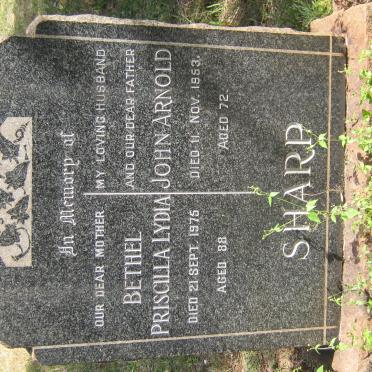 In Memory of
OUR DEAR MOTHER
BETHEL
PRISCILLA LYDIA
DIED 21 SEPT. 1975
AGED 88
MY LOVING HUSBAND
AND OUR DEAR FATHER
JOHN ARNOLD
DIED 11. NOV. 1953.
AGED 72.
SHARP